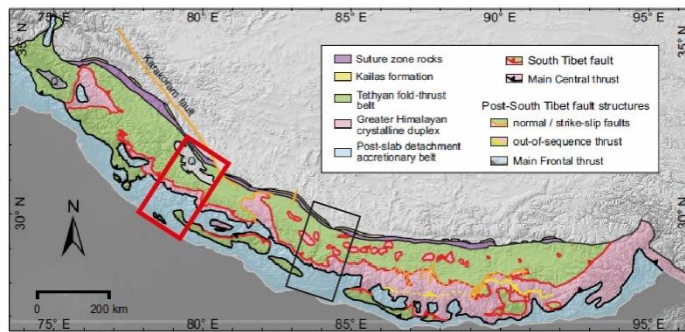 75° E
80° E
85° E
90° E
95° E
35° N
35° N
Karakoram fault
Suture zone rocks
Kailas formation
Tethyan fold-thrust
belt
Greater Himalayan
crystalline duplex
Post-slab detachment
accretionary belt
South Tibet fault
Main Central thrust
Post-South Tibet fault structures
normal / strike-slip faults
out-of-sequence thrust
Main Frontal thrust
30° N
30° N
N
0
200 km
75° E
80° E
85° E
90° E
95° E